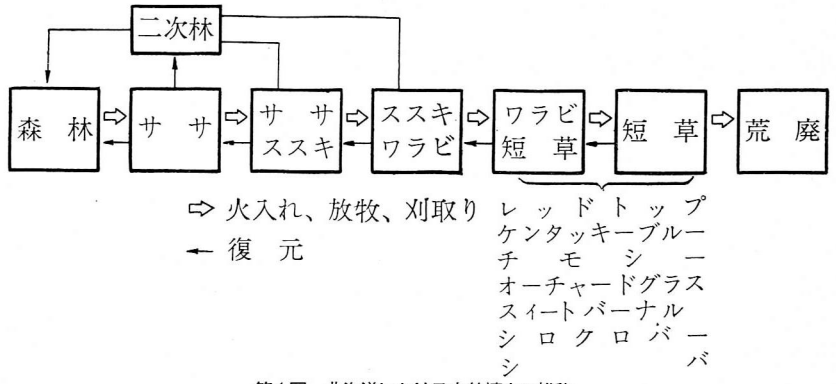 二次林
森 林
サ サ
サ サ
ススキ
ススキ
ワラビ
ワラビ
短 草
短 草
荒 廃
⇨ 火入れ、放牧、刈取り
← 復 元
レッドトップ
ケンタッキーブルー
チモシー
オーチャードグラス
スィートバーナル
シロクロバー
シバ